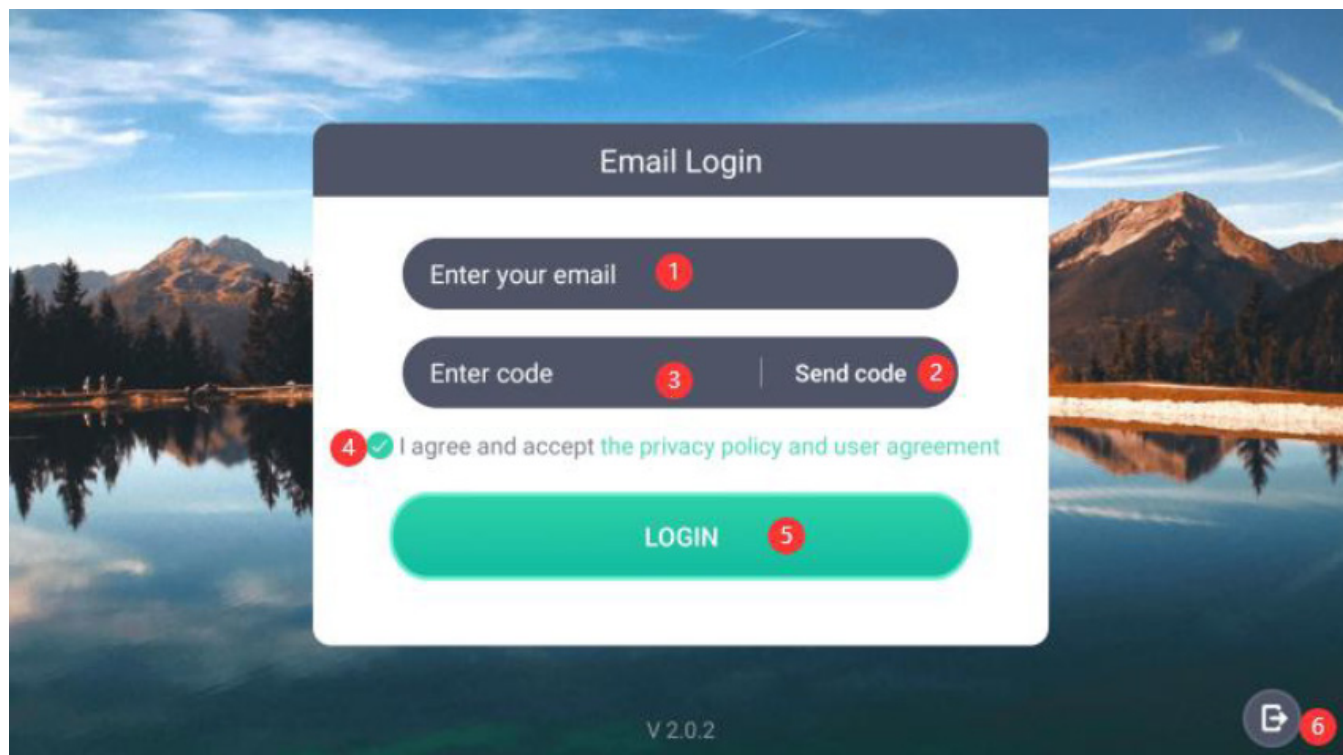 Email Login
Enter your email 1
Enter code 3 Send code 2
4 I agree and accept the privacy policy and user agreement
LOGIN 5
V 2.0.2
6